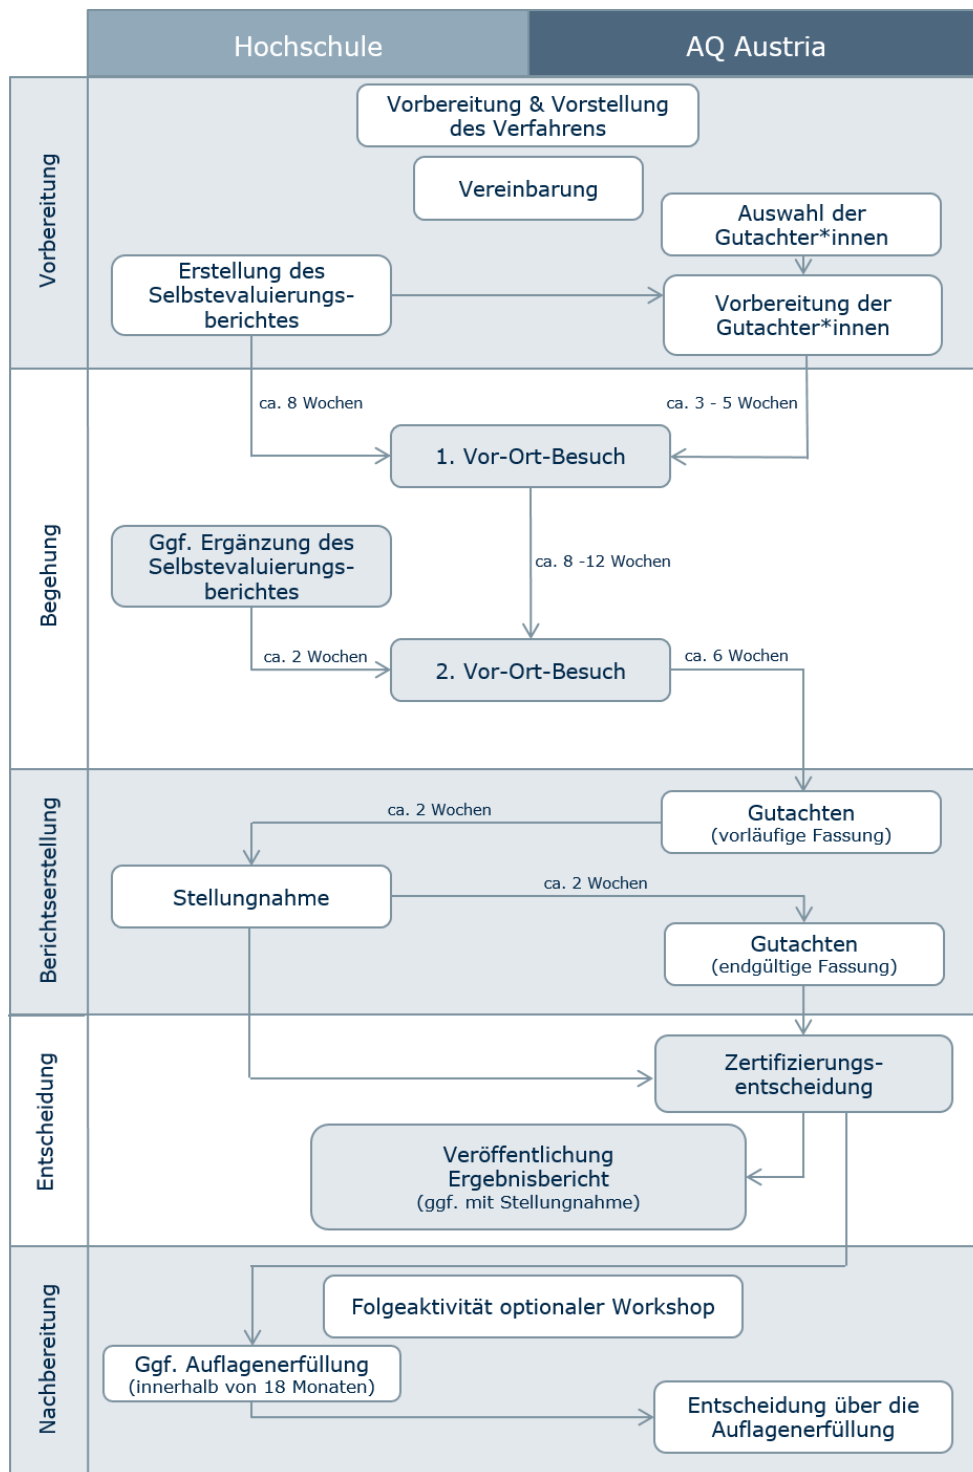 Hochschule
AQ Austria
Vorbereitung
Vorbereitung & Vorstellung
des Verfahrens
Vereinbarung
Auswahl der
Gutachter*innen
Erstellung des
Selbstevaluierungs-
berichtes
Vorbereitung der
Gutachter*innen
Begehung
ca. 8 Wochen
ca. 3 - 5 Wochen
1. Vor-Ort-Besuch
Ggf. Ergänzung des
Selbstevaluierungs-
berichtes
ca. 8 -12 Wochen
ca. 2 Wochen
2. Vor-Ort-Besuch
ca. 6 Wochen
Berichtserstellung
ca. 2 Wochen
Gutachten
(vorläufige Fassung)
Stellungnahme
ca. 2 Wochen
Gutachten
(endgültige Fassung)
Entscheidung
Zertifizierungs-
entscheidung
Veröffentlichung
Ergebnisbericht
(ggf. mit Stellungnahme)
Nachbereitung
Folgeaktivität optionaler Workshop
Ggf. Auflagenerfüllung
(innerhalb von 18 Monaten)
Entscheidung über die
Auflagenerfüllung